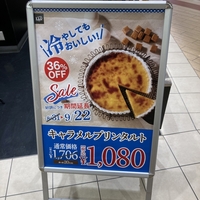 冷やしても
おいしい!
36%
OFF
Sale
期間延長
9/22
キャラメルプリンタルト
通常価格
1,706
1,080